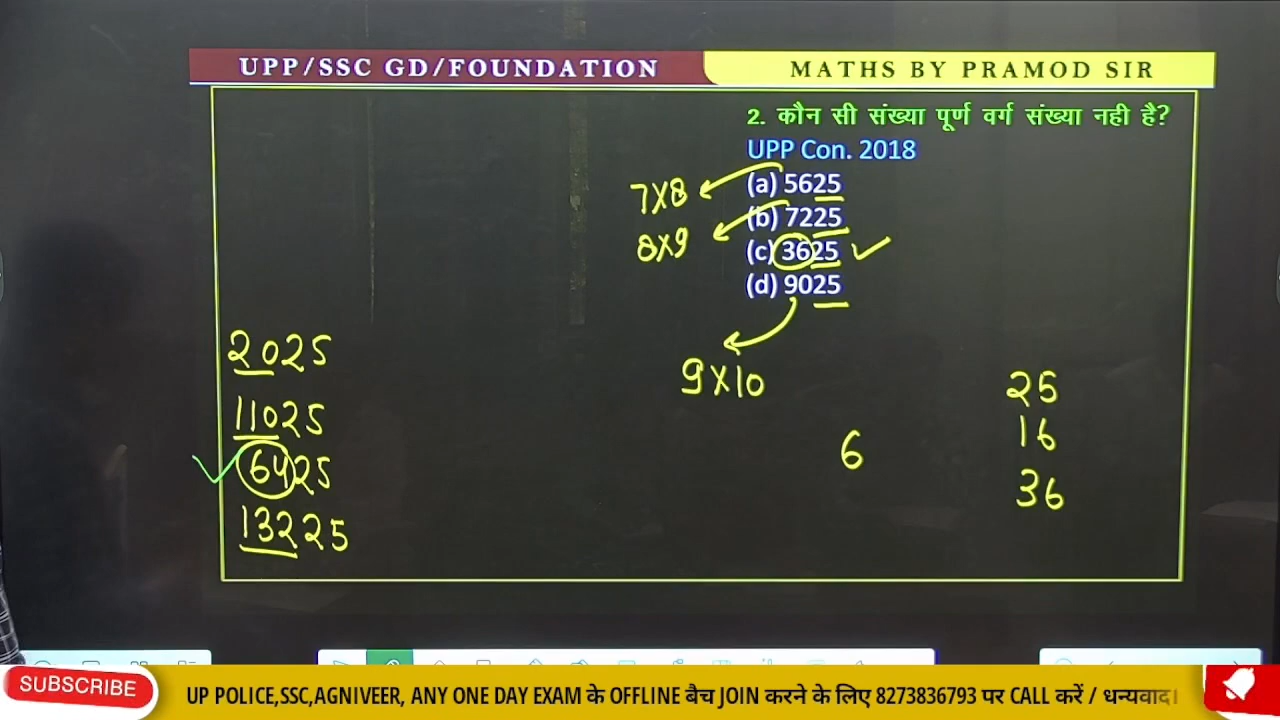 UPP/SSC GD/FOUNDATION
MATHS BY PRAMOD SIR
2. कौन सी संख्या पूर्ण वर्ग संख्या नही है?
UPP Con. 2018
(a) 5625
(b) 7225
(c) 3625
(d) 9025
7X8
8X9
9X10
2025
11025
6425
13225
6
25
16
36
SUBSCRIBE
UP POLICE,SSC,AGNIVEER, ANY ONE DAY EXAM के OFFLINE बैच JOIN करने के लिए 8273836793 पर CALL करें / धन्यवाद।